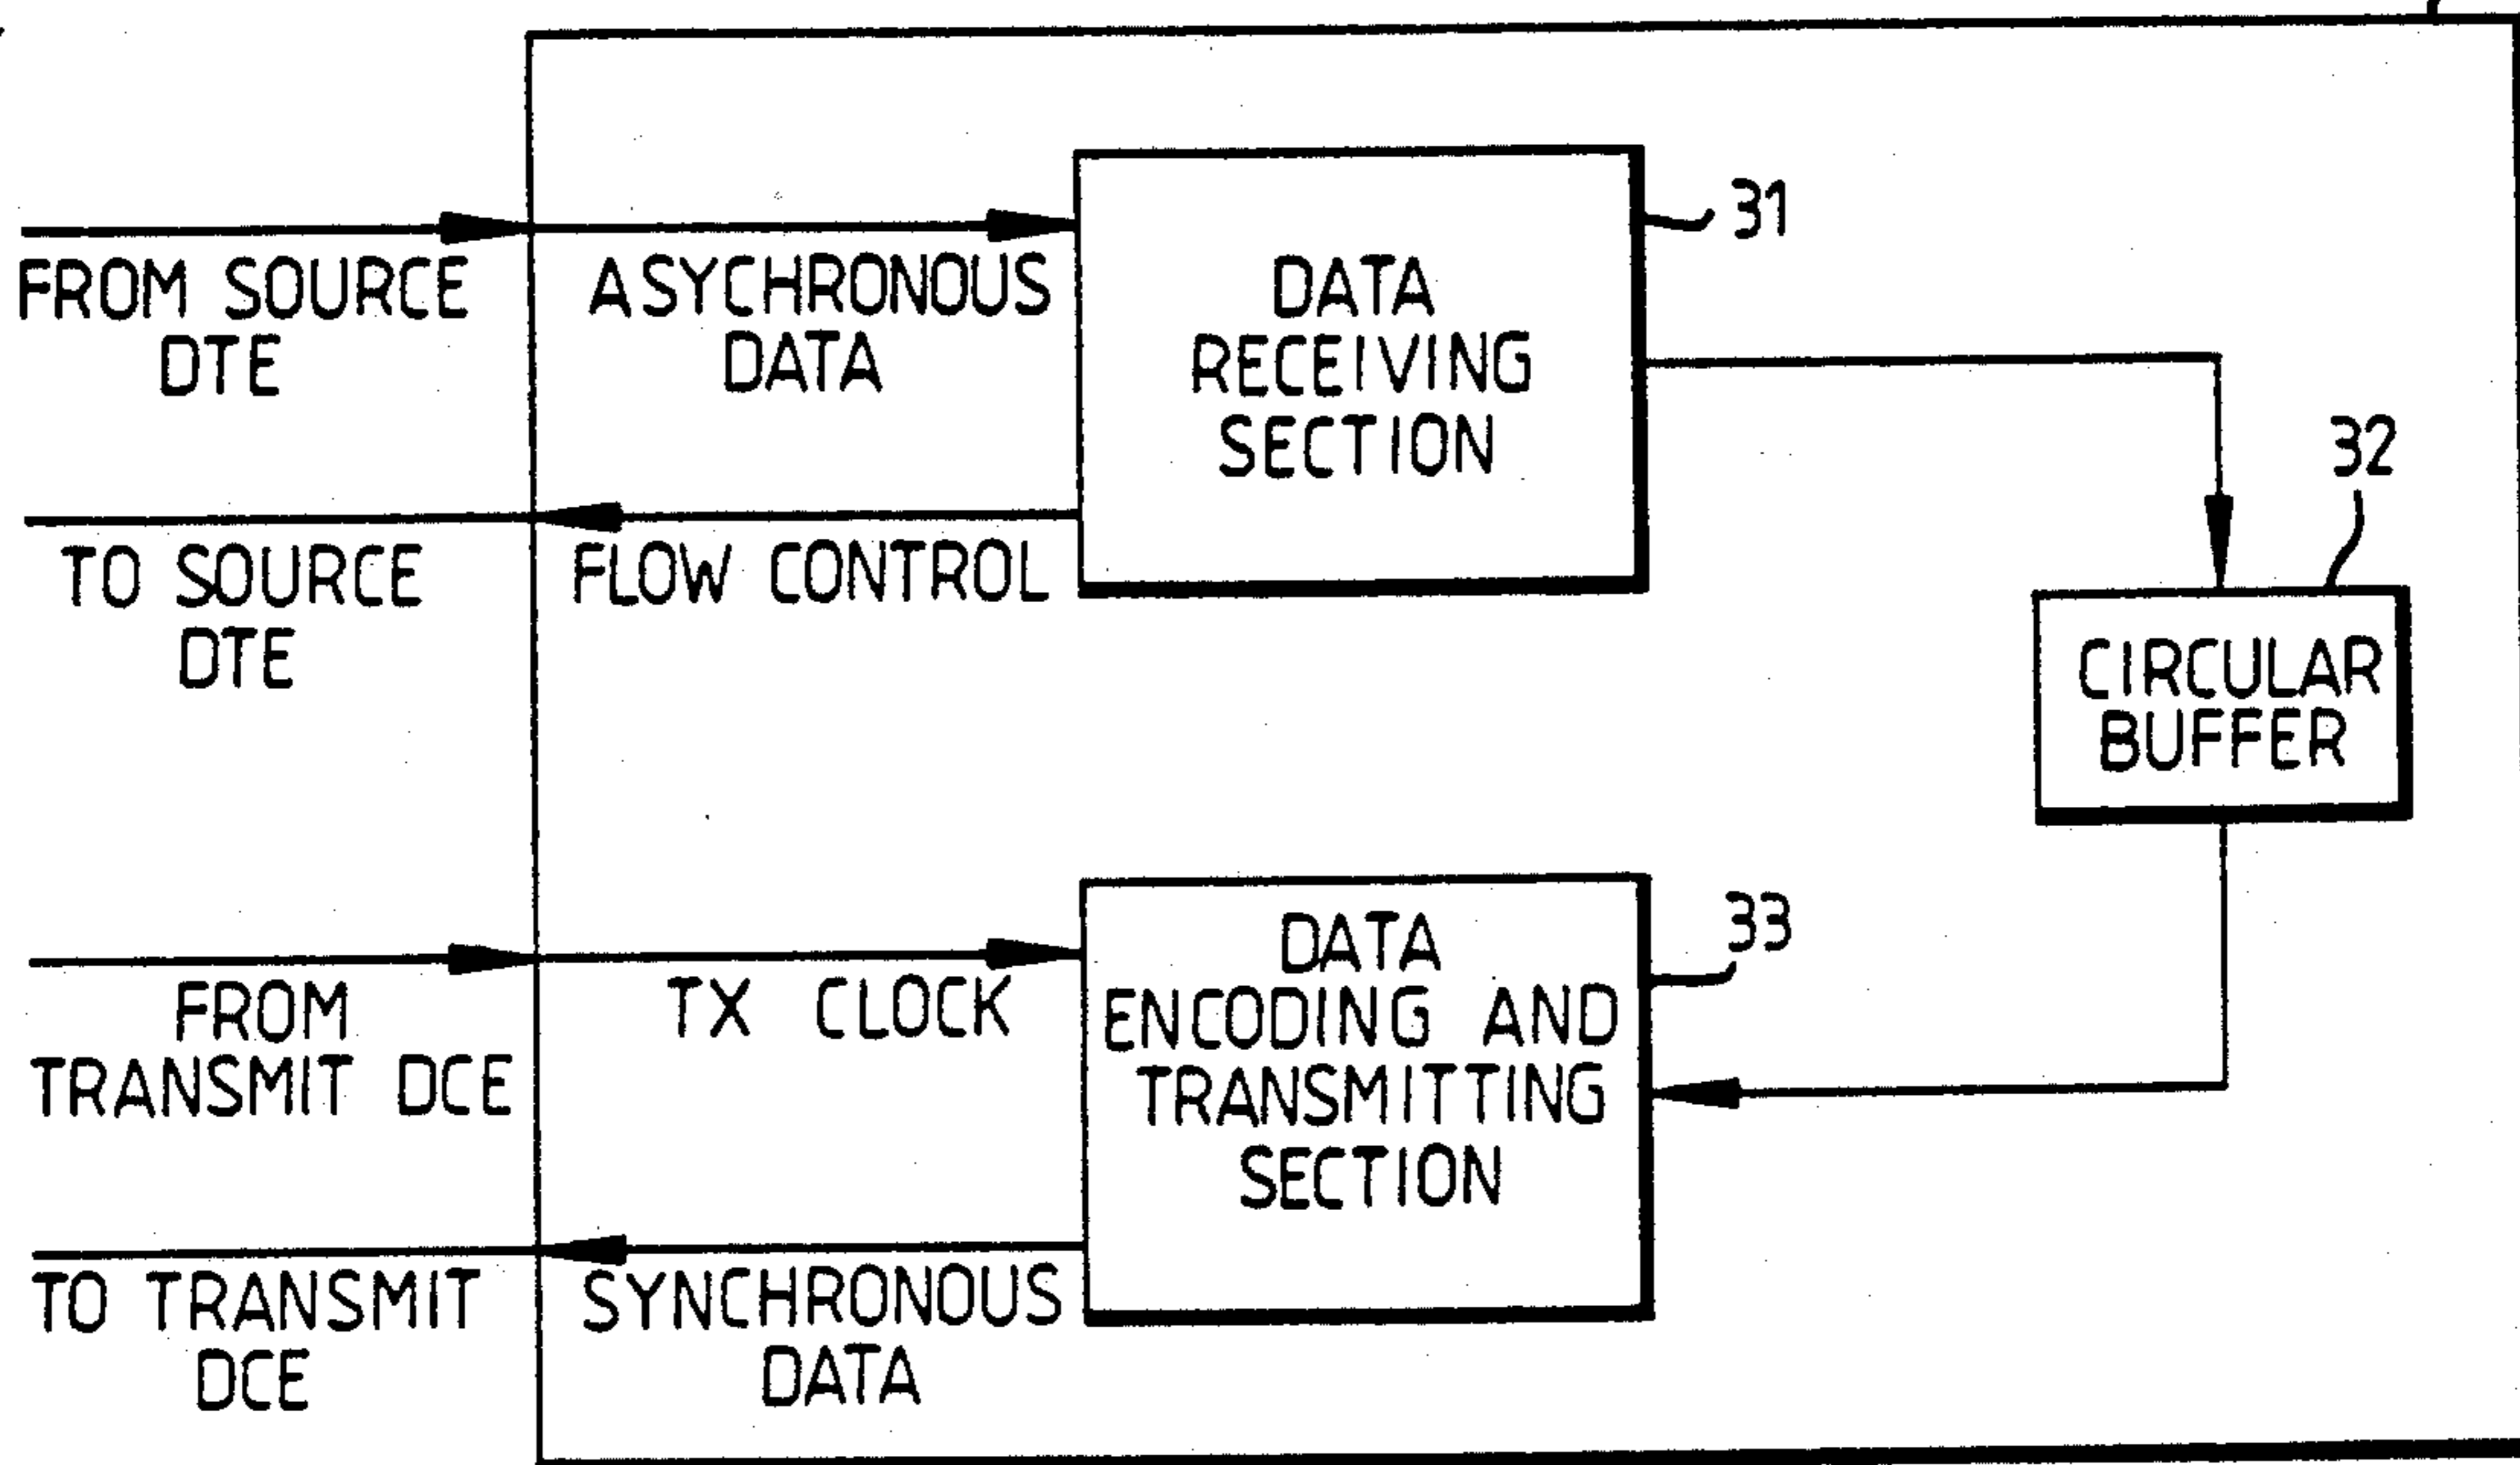 FROM SOURCE
DTE
ASYCHRONOUS
DATA
DATA
RECEIVING
SECTION
31
TO SOURCE
DTE
FLOW CONTROL
32
CIRCULAR
BUFFER
FROM
TRANSMIT DCE
TX CLOCK
DATA
ENCODING AND
TRANSMITTING
SECTION
33
TO TRANSMIT
DCE
SYNCHRONOUS
DATA